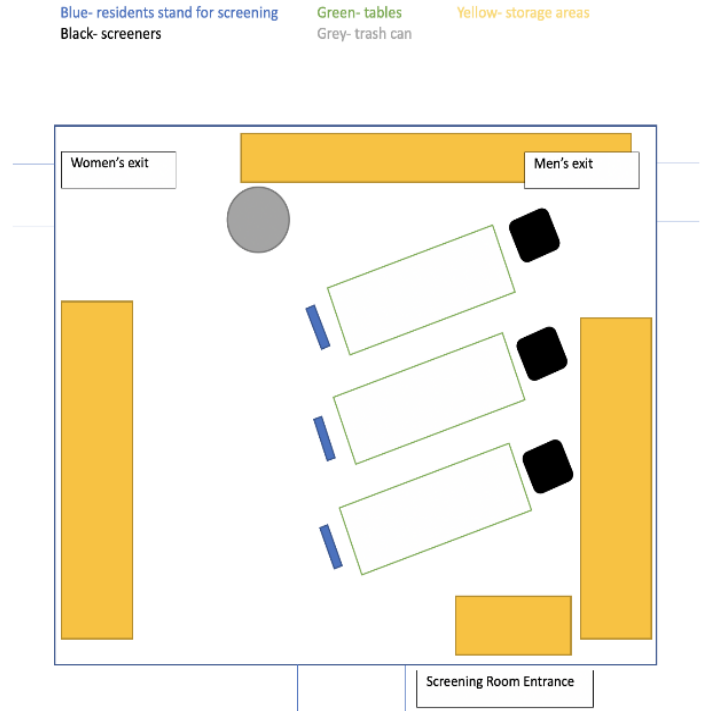 Blue- residents stand for screening
Green- tables
Yellow- storage areas
Black- screeners
Grey- trash can
Women's exit
Men's exit
Screening Room Entrance